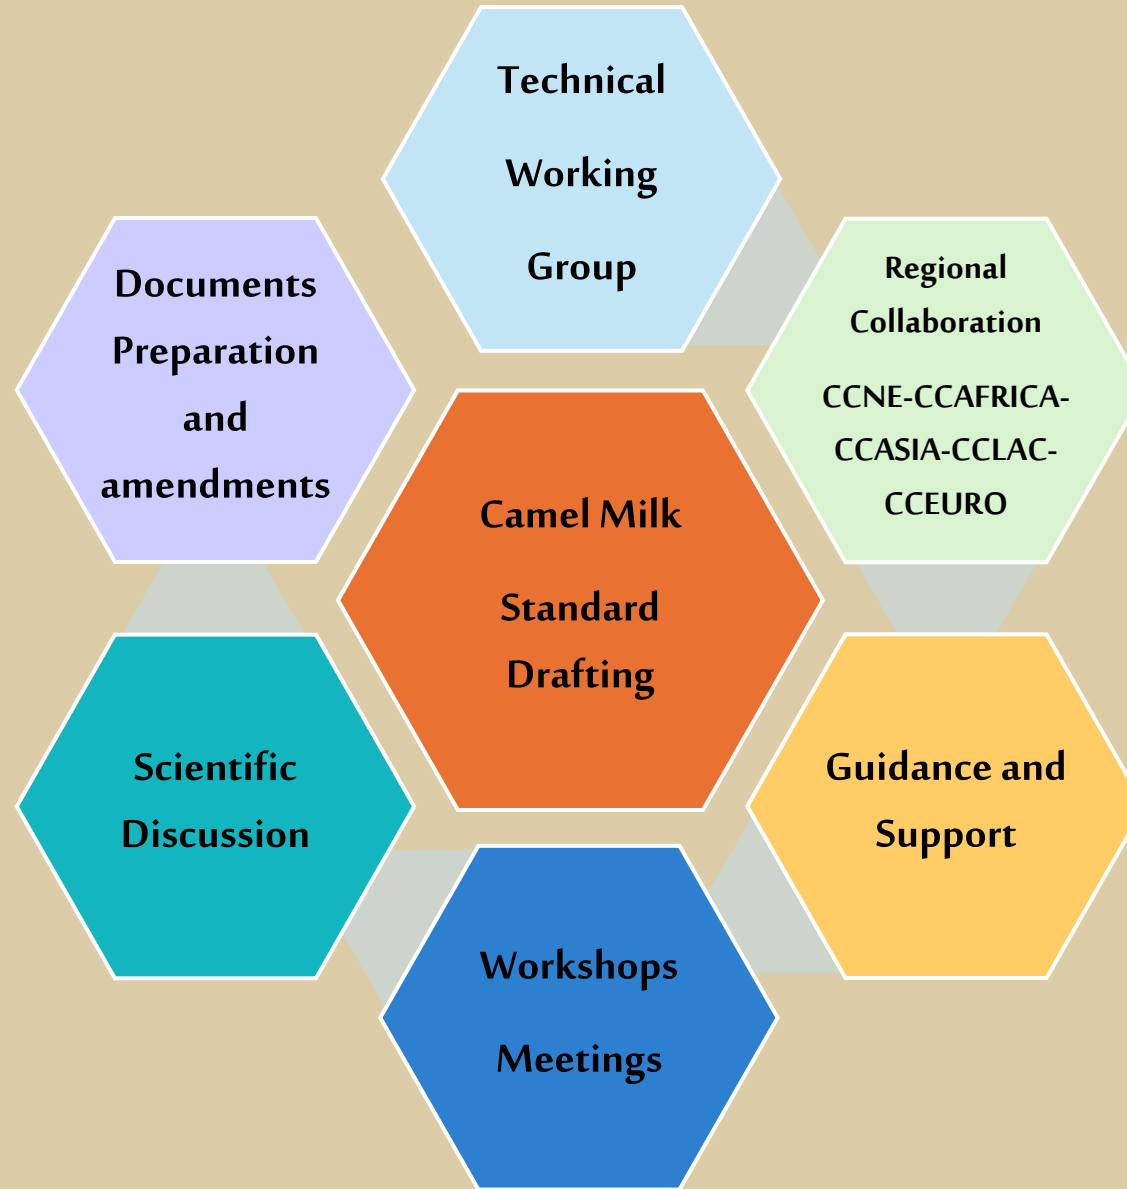 Technical
Working
Group
Regional
Collaboration
CCNE-CCAFRICA-
CCASIA-CCLAC-
CCEURO
Guidance and
Support
Workshops
Meetings
Scientific
Discussion
Documents
Preparation
and
amendments
Camel Milk
Standard
Drafting